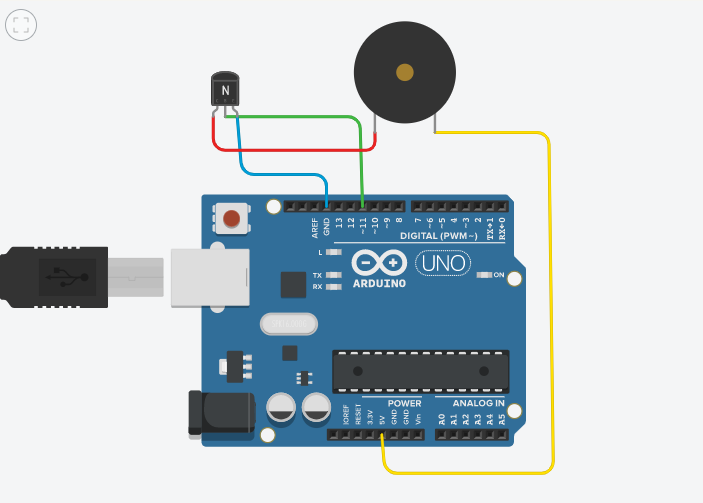 N
AREF
GND
13
12
~11
~10
~9
8
7
~6
~5
4
~3
2
TX→1
RX←0
DIGITAL (PWM~)
L
TX
RX
UNO
ON
ARDUINO
POWER
ANALOG IN
IOREF
RESET
3.3V
5V
GND
GND
Vin
A0
A1
A2
A3
A4
A5